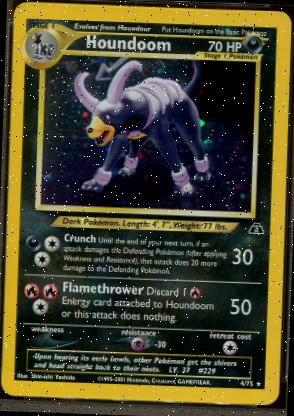 Evolves from Houndour Put Houndoom on the Basic Pokémon
Houndoom 70 HP
Stage 1 Pokémon
Dark Pokémon. Length: 4' 7", Weight: 77 lbs.
Crunch Until the end of your next turn, if an
attack damages the Defending Pokémon (after applying
Weakness and Resistance), that attack does 20 more
damage to the Defending Pokémon. 30
Flamethrower Discard 1
Energy card attached to Houndoom
or this attack does nothing. 50
weakness resistance retreat cost
-30
Upon hearing its eerie howls, other Pokémon get the shivers
and head straight back to their nests. LV. 37 #229
Illus. Shin-ichi Yoshida ©1995-2001 Nintendo, Creatures, GAMEFREAK. 4/75 ★